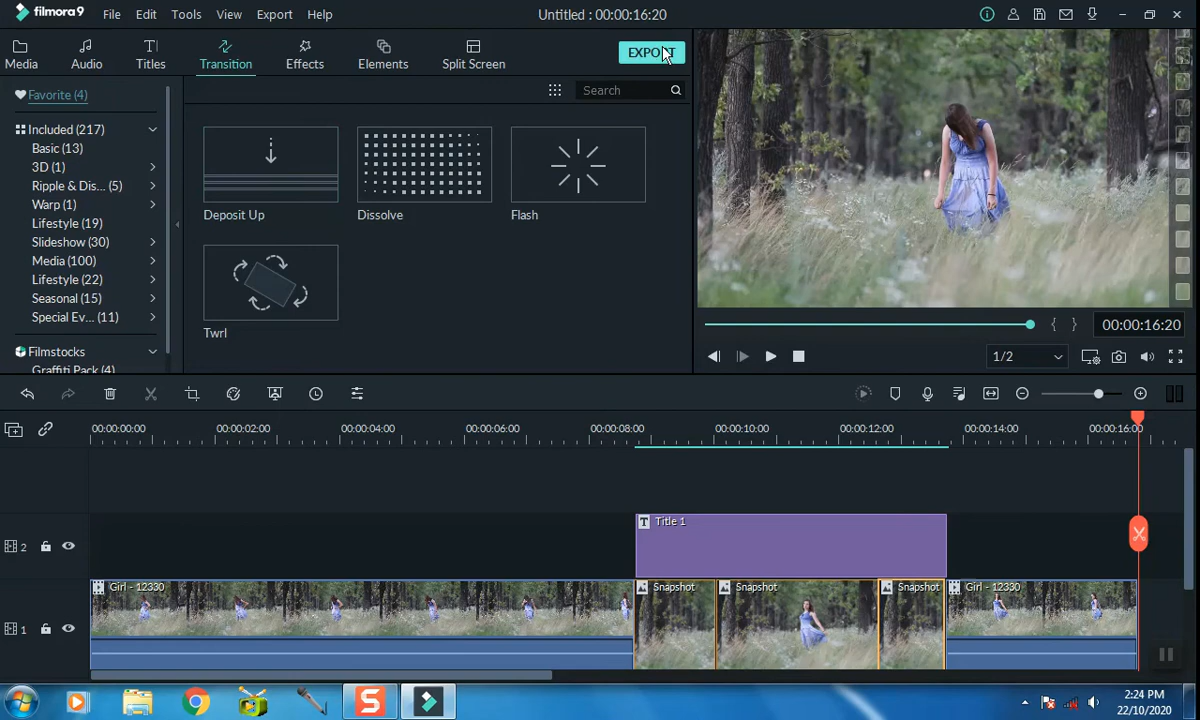 filmora9 File Edit Tools View Export Help Untitled : 00:00:16:20
Media Audio Titles Transition Effects Elements Split Screen EXPORT
Favorite (4)
Search
Included (217)
Basic (13)
3D (1)
Ripple & Dis... (5)
Warp (1)
Lifestyle (19)
Slideshow (30)
Media (100)
Lifestyle (22)
Seasonal (15)
Special Ev... (11)
Filmstocks
Graffiti Pack (4)
Deposit Up Dissolve Flash
Twrl
00:00:16:20
1/2
00:00:00:00 00:00:02:00 00:00:04:00 00:00:06:00 00:00:08:00 00:00:10:00 00:00:12:00 00:00:14:00 00:00:16:00
T Title 1
2
Girl - 12330 Snapshot Snapshot Snapshot Girl - 12330
1
S
2:24 PM
22/10/2020